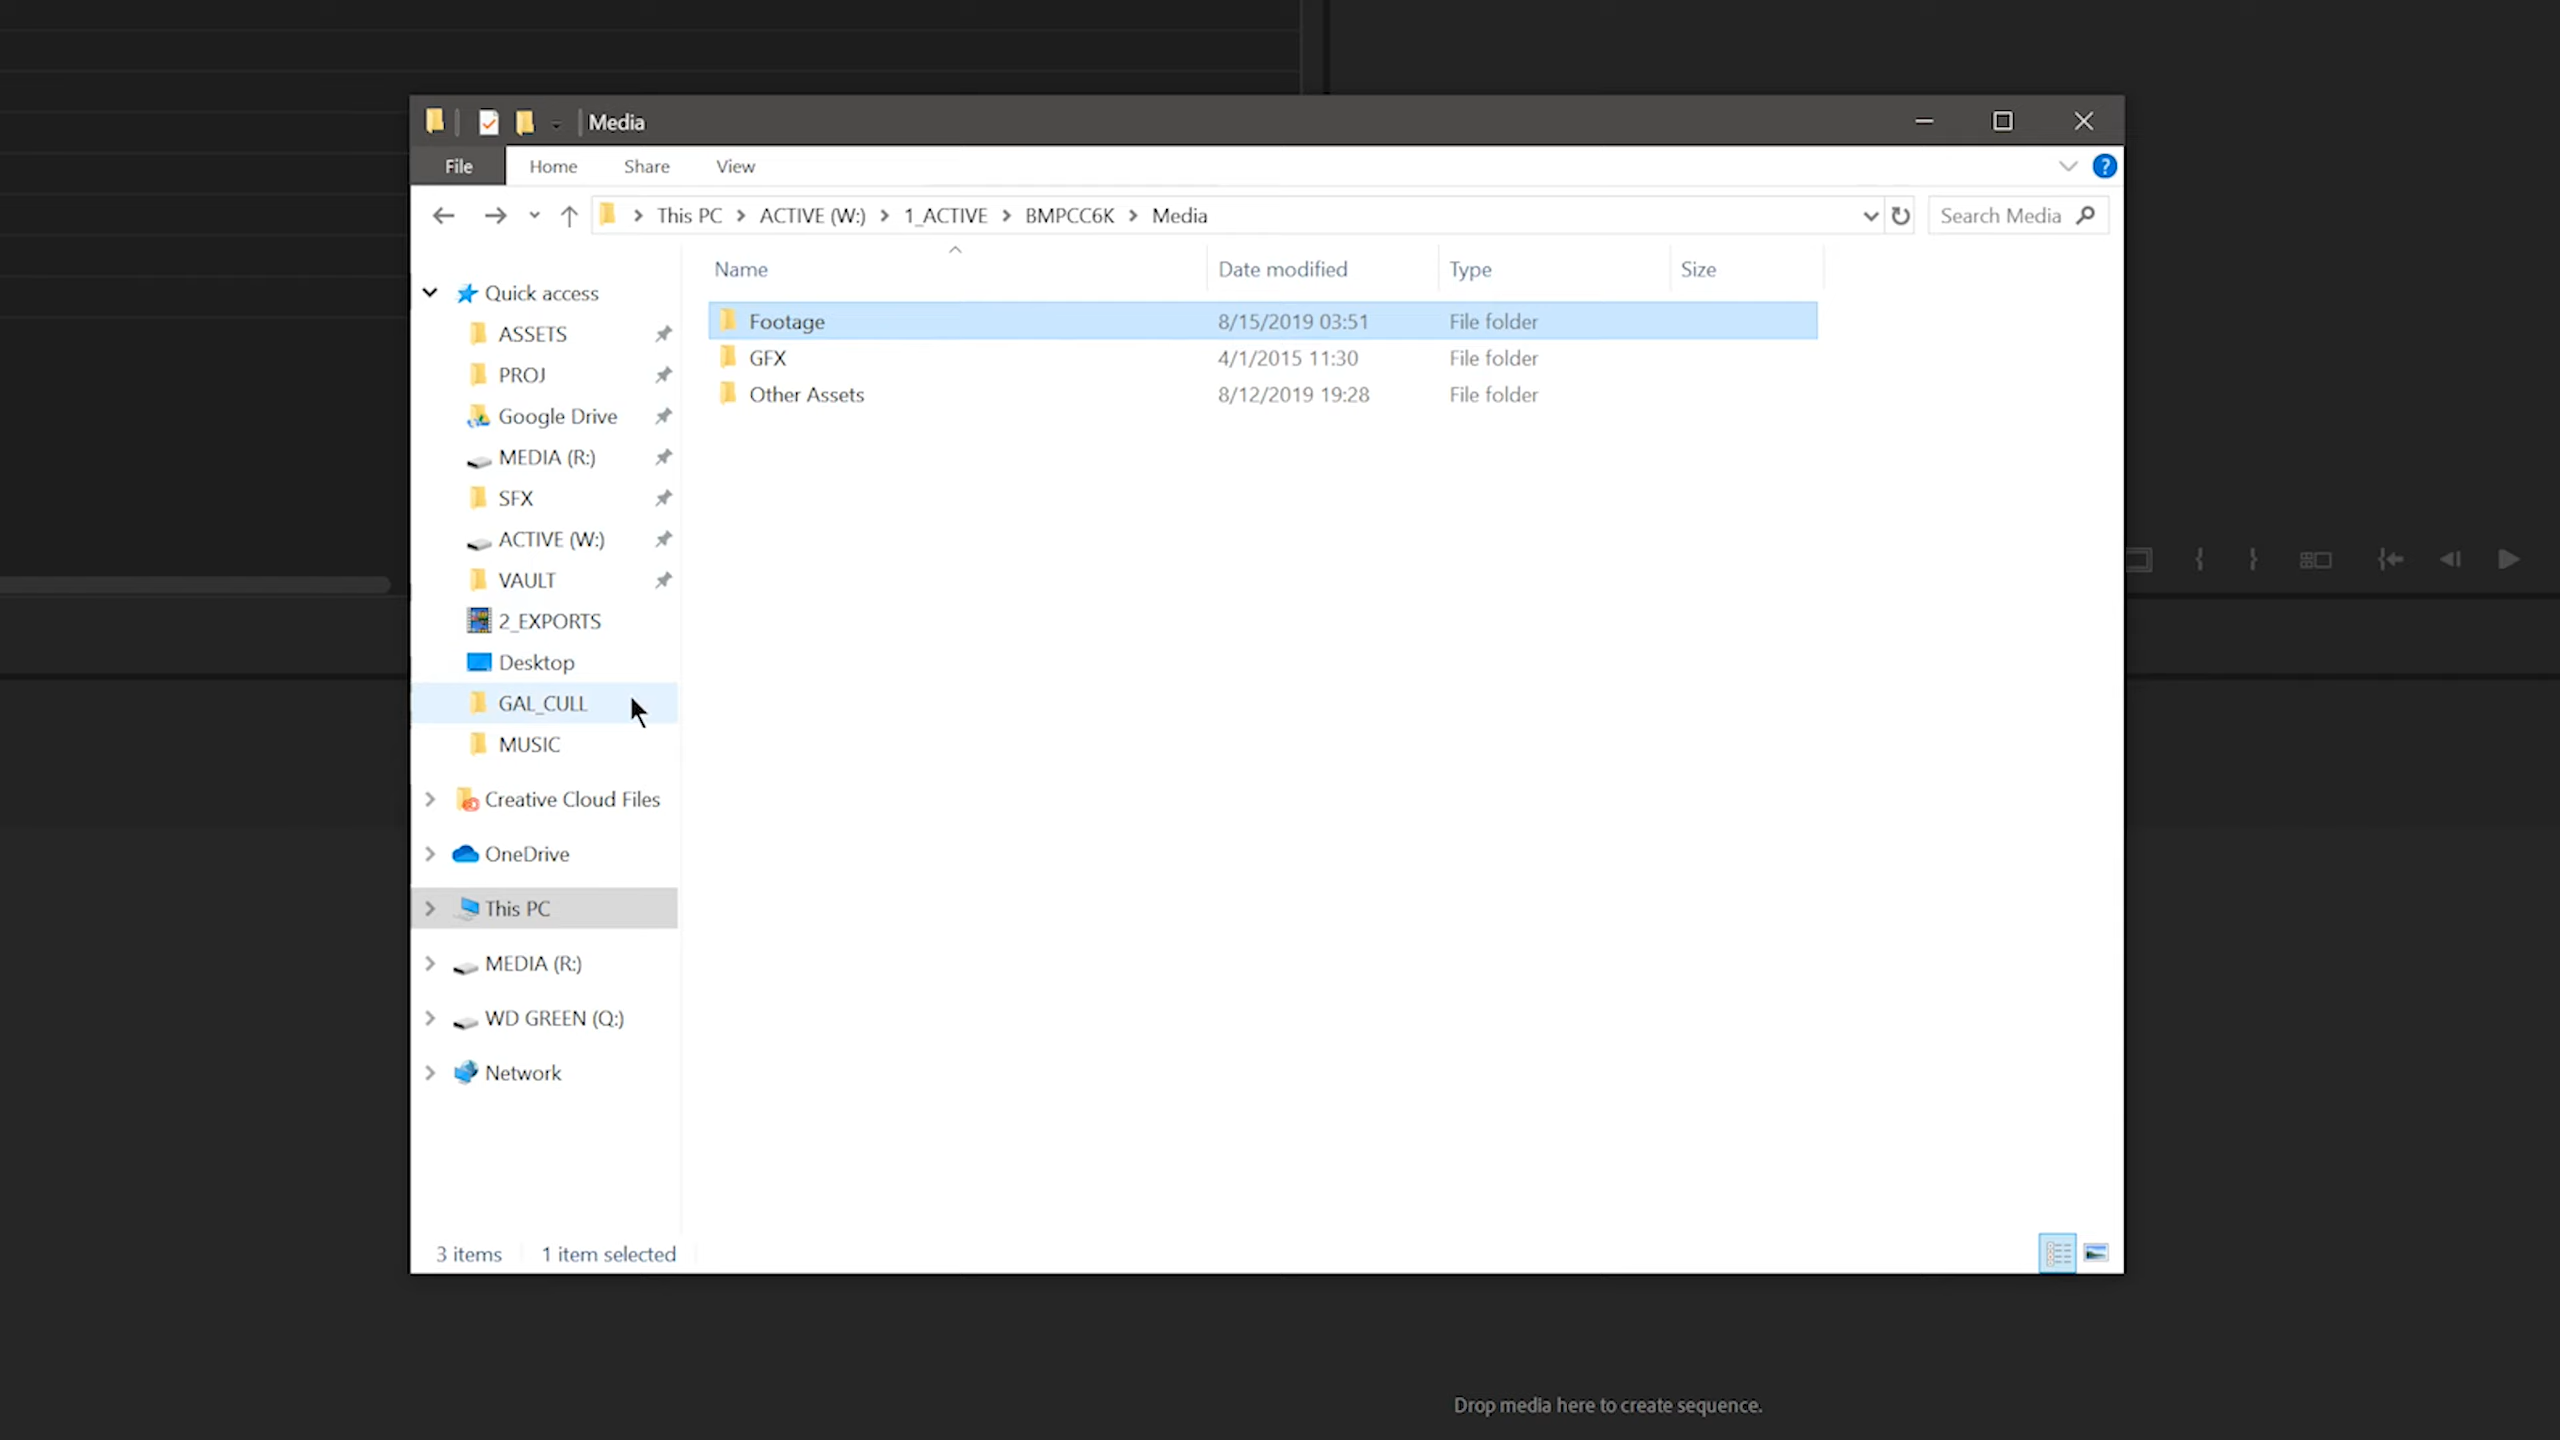 Media
File Home Share View
This PC ACTIVE (W:) 1_ACTIVE BMPCC6K Media
Search Media
Name Date modified Type Size
Quick access
ASSETS
PROJ
Google Drive
MEDIA (R:)
SFX
ACTIVE (W:)
VAULT
2_EXPORTS
Desktop
GAL_CULL
MUSIC
Creative Cloud Files
OneDrive
This PC
MEDIA (R:)
WD GREEN (Q:)
Network
Footage 8/15/2019 03:51 File folder
GFX 4/1/2015 11:30 File folder
Other Assets 8/12/2019 19:28 File folder
3 items 1 item selected
Drop media here to create sequence.